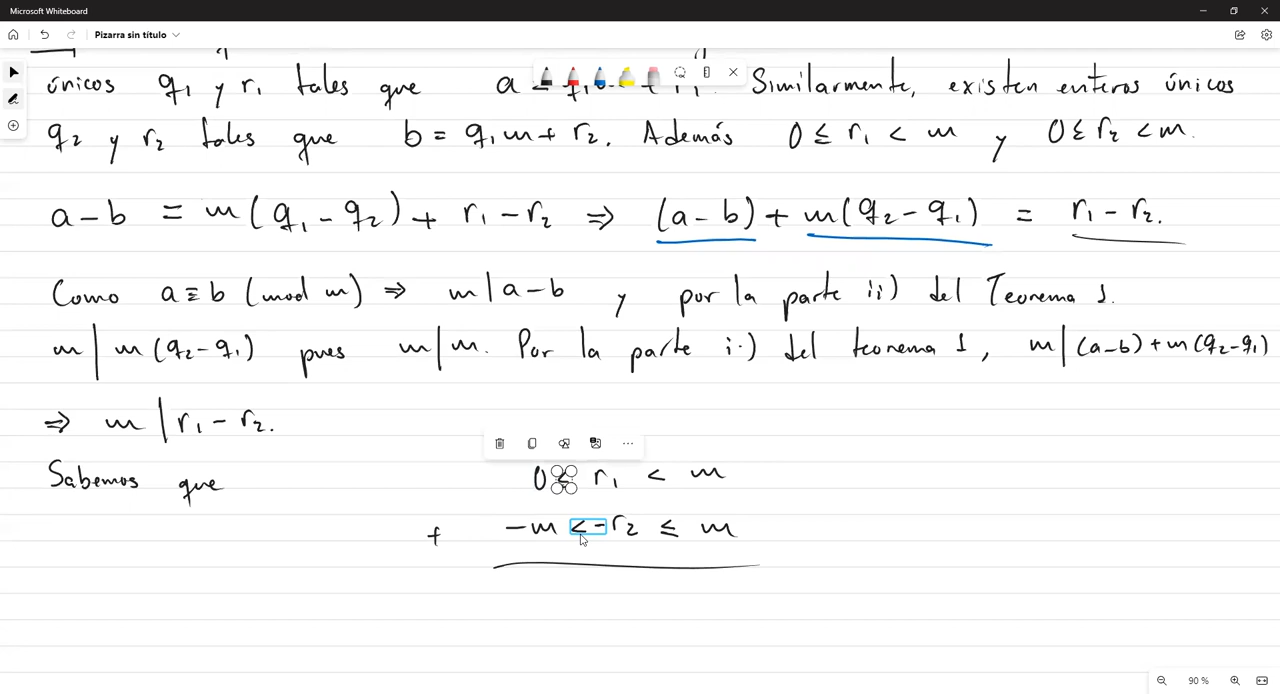 Microsoft Whiteboard
Pizarra sin título
únicos q₁ y r₁ tales que a = q₁m + r₁. Similarmente, existen enteros únicos
q₂ y r₂ tales que b = q₁m + r₂. Además 0 ≤ r₁ < m y 0 ≤ r₂ < m.
a - b = m(q₁ - q₂) + r₁ - r₂ ⇒ (a - b) + m(q₂ - q₁) = r₁ - r₂.
Como a ≡ b (mod m) ⇒ m | a - b y por la parte ii) del Teorema 1.
m | m(q₂ - q₁) pues m | m. Por la parte i.) del teorema 1, m | (a - b) + m(q₂ - q₁)
⇒ m | r₁ - r₂.
Sabemos que 0 ≤ r₁ < m
+ -m < -r₂ ≤ m
90 %